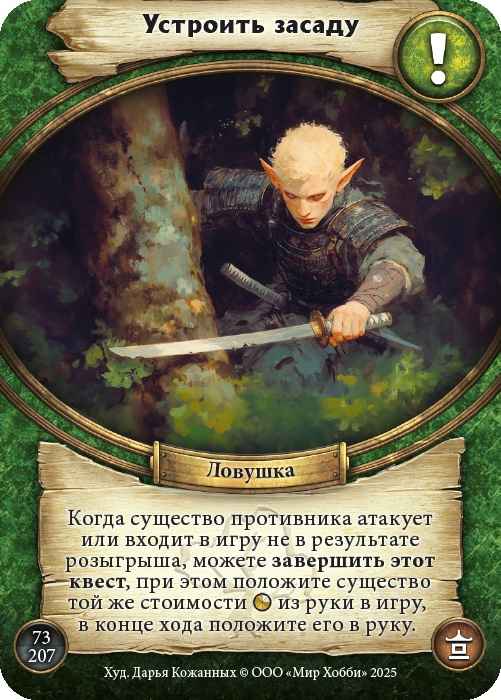 Устроить засаду
!
Ловушка
Когда существо противника атакует
или входит в игру не в результате
розыгрыша, можете завершить этот
квест, при этом положите существо
той же стоимости из руки в игру,
в конце хода положите его в руку.
73
207
Худ. Дарья Кожанных © ООО «Мир Хобби» 2025